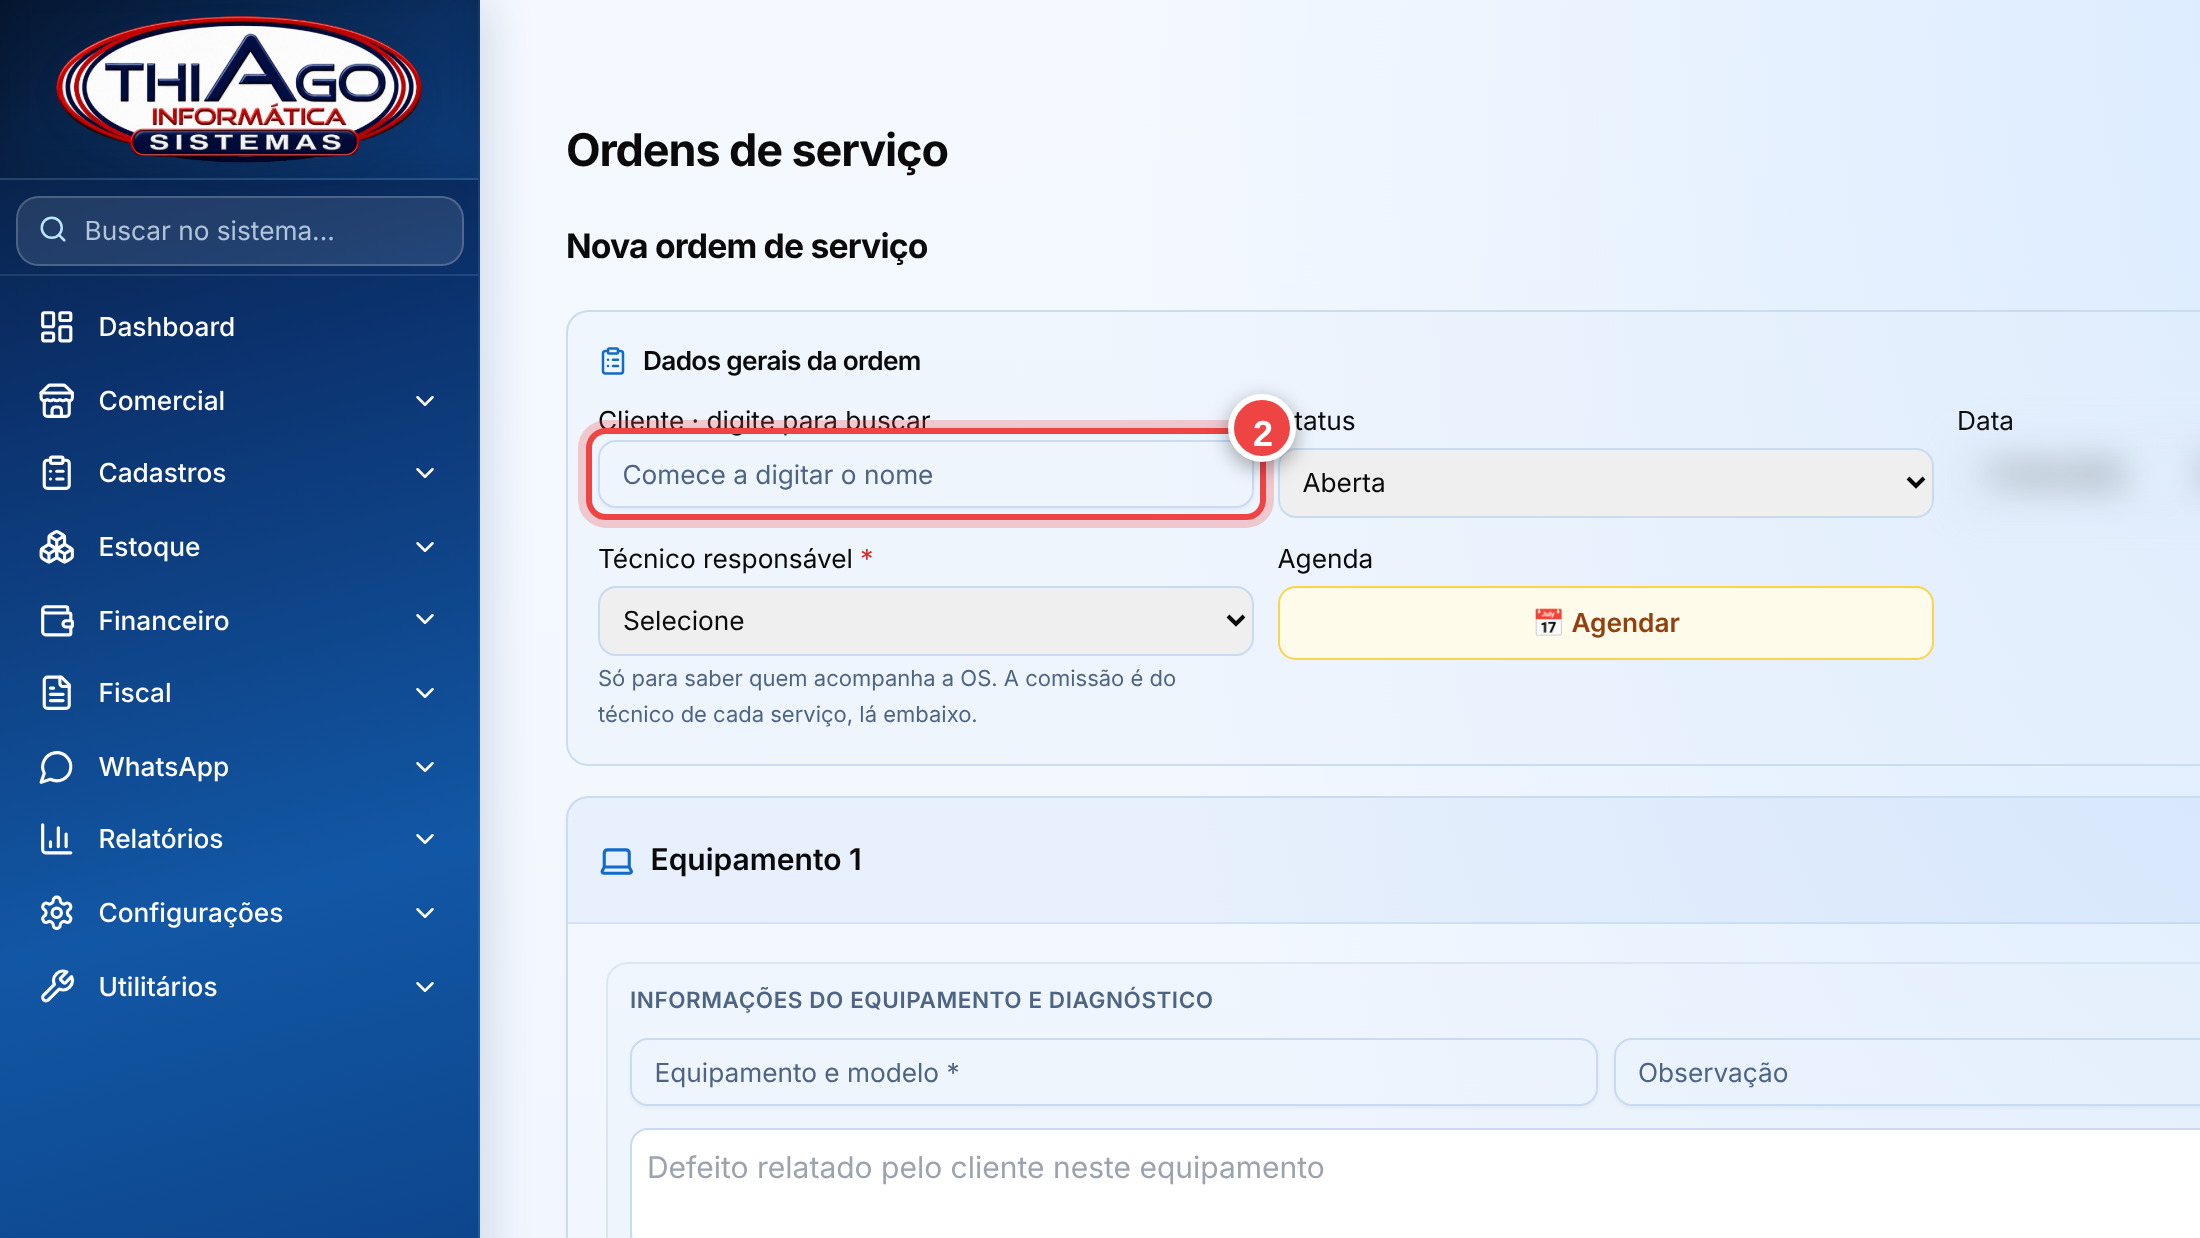 THIAGO
INFORMÁTICA
SISTEMAS
Buscar no sistema...
Dashboard
Comercial
Cadastros
Estoque
Financeiro
Fiscal
WhatsApp
Relatórios
Configurações
Utilitários
Ordens de serviço
Nova ordem de serviço
Dados gerais da ordem
Cliente · digite para buscar
2
tatus
Data
Comece a digitar o nome
Aberta
Técnico responsável *
Agenda
Selecione
17 Agendar
Só para saber quem acompanha a OS. A comissão é do
técnico de cada serviço, lá embaixo.
Equipamento 1
INFORMAÇÕES DO EQUIPAMENTO E DIAGNÓSTICO
Equipamento e modelo *
Observação
Defeito relatado pelo cliente neste equipamento